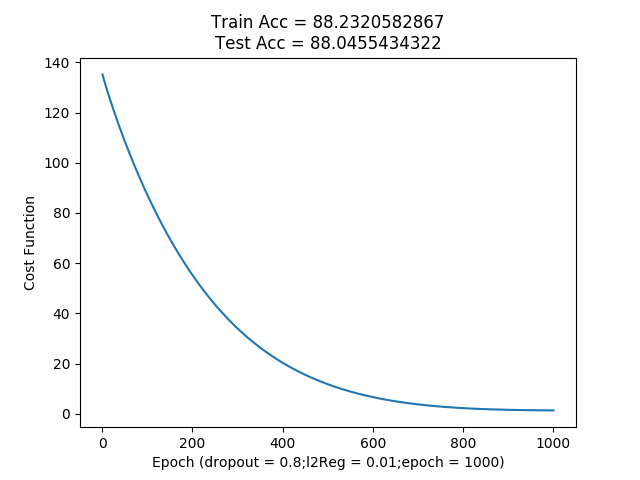 Train Acc = 88.2320582867
Test Acc = 88.0455434322
140
120
100
80
60
40
20
0
Cost Function
0 200 400 600 800 1000
Epoch (dropout = 0.8;l2Reg = 0.01;epoch = 1000)